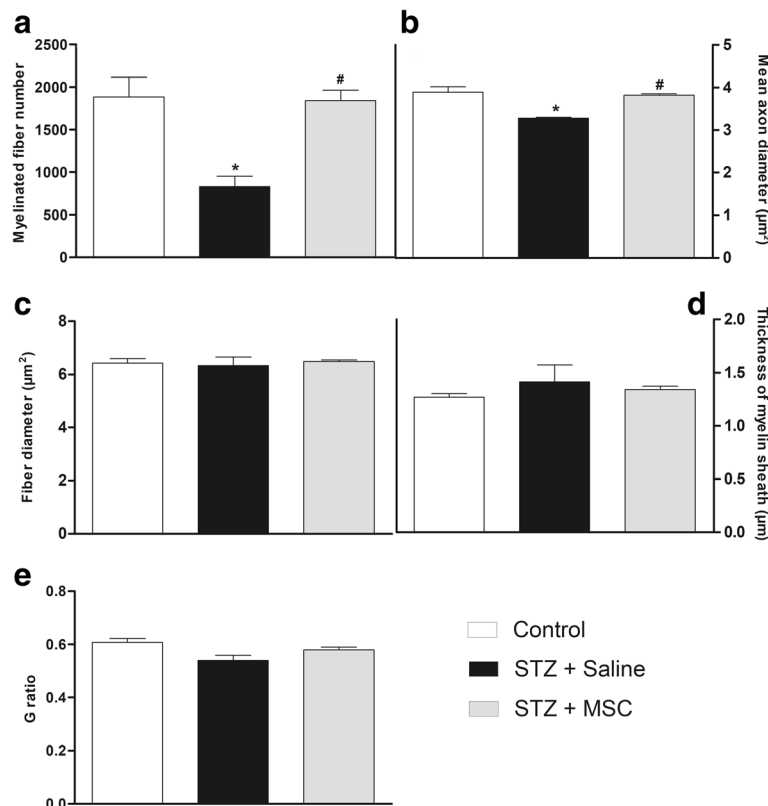 a
b
Myelinated fiber number
2500
2000
1500
1000
500
0
*
#
*
#
5
4
3
2
1
0
Mean axon diameter (µm²)
c
d
Fiber diameter (µm²)
8
6
4
2
0
2.0
1.5
1.0
0.5
0.0
Thickness of myelin sheath (µm)
e
G ratio
0.8
0.6
0.4
0.2
0.0
Control
STZ + Saline
STZ + MSC